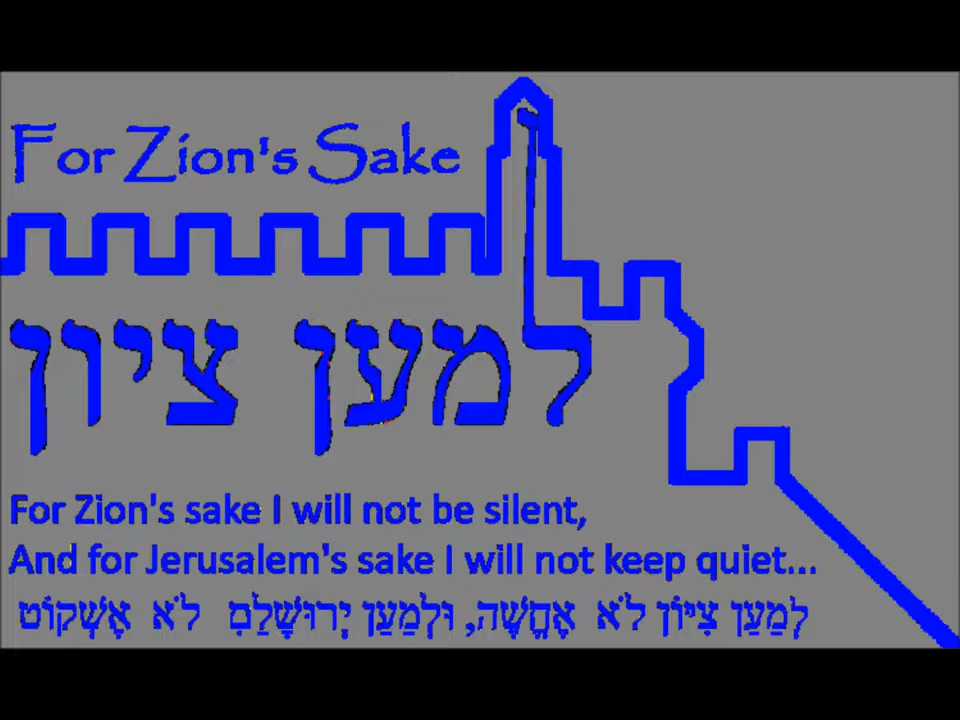 For Zion's Sake
למען ציון
For Zion's sake I will not be silent,
And for Jerusalem's sake I will not keep quiet...
לְמַעַן צִיּוֹן לֹא אֶחֱשֶׁה, וּלְמַעַן יְרוּשָׁלִַם לֹא אֶשְׁקוֹט